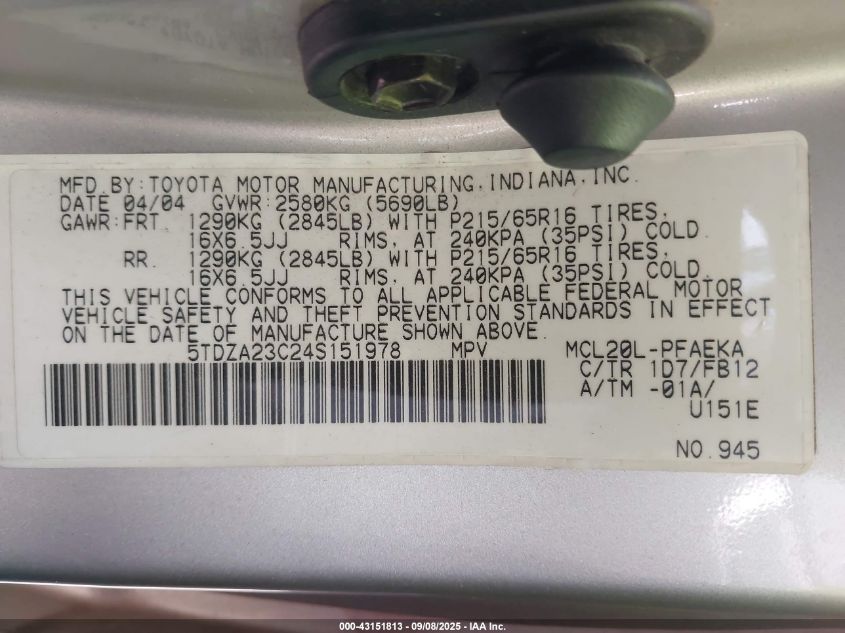 MFD.BY:TOYOTA MOTOR MANUFACTURING,INDIANA,INC.
DATE 04/04 GVWR:2580KG (5690LB)
GAWR:FRT. 1290KG (2845LB) WITH P215/65R16 TIRES,
16X6.5JJ RIMS, AT 240KPA (35PSI) COLD.
RR. 1290KG (2845LB) WITH P215/65R16 TIRES,
16X6.5JJ RIMS, AT 240KPA (35PSI) COLD.
THIS VEHICLE CONFORMS TO ALL APPLICABLE FEDERAL MOTOR
VEHICLE SAFETY AND THEFT PREVENTION STANDARDS IN EFFECT
ON THE DATE OF MANUFACTURE SHOWN ABOVE.
5TDZA23C24S151978 MPV MCL20L-PFAEKA
C/TR 1D7/FB12
A/TM -01A/
U151E
NO.945
000-43151813 - 09/08/2025 - IAA Inc.